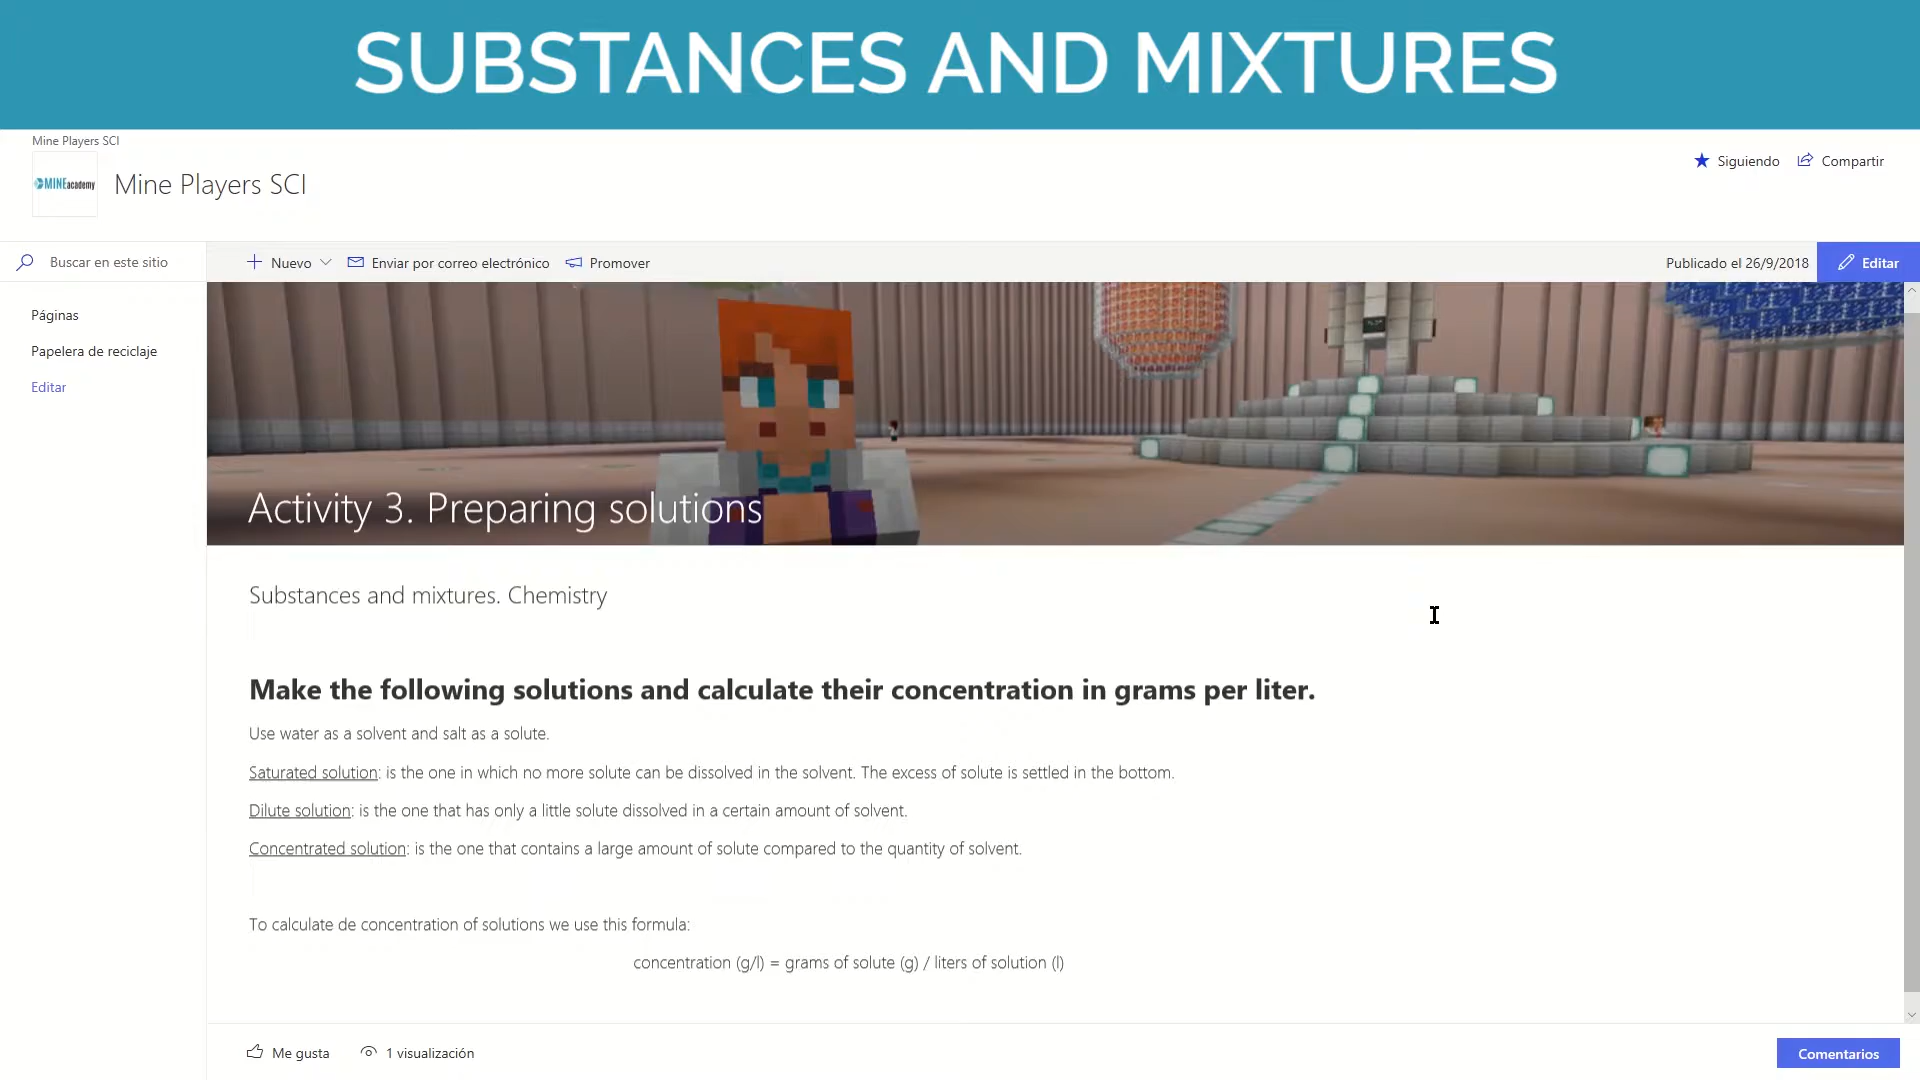 SUBSTANCES AND MIXTURES
Mine Players SCI
MINEacademy
Mine Players SCI
Siguiendo
Compartir
Buscar en este sitio
Nuevo
Enviar por correo electrónico
Promover
Publicado el 26/9/2018
Editar
Páginas
Papelera de reciclaje
Editar
Activity 3. Preparing solutions
Substances and mixtures. Chemistry
Make the following solutions and calculate their concentration in grams per liter.
Use water as a solvent and salt as a solute.
Saturated solution: is the one in which no more solute can be dissolved in the solvent. The excess of solute is settled in the bottom.
Dilute solution: is the one that has only a little solute dissolved in a certain amount of solvent.
Concentrated solution: is the one that contains a large amount of solute compared to the quantity of solvent.
To calculate de concentration of solutions we use this formula:
concentration (g/l) = grams of solute (g) / liters of solution (l)
Me gusta
1 visualización
Comentarios